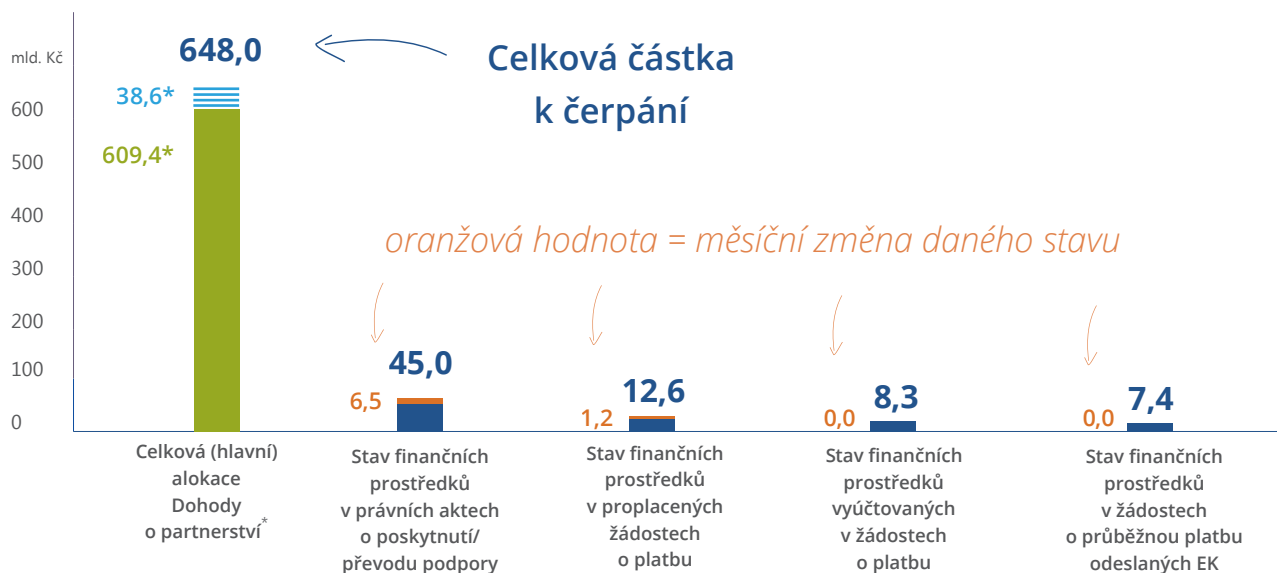 mld. Kč
600
500
400
300
200
100
0
648,0
38,6*
609,4*
Celková částka
k čerpání
oranžová hodnota = měsíční změna daného stavu
6,5
45,0
1,2
12,6
0,0
8,3
0,0
7,4
Celková (hlavní)
alokace
Dohody
o partnerství*
Stav finančních
prostředků
v právních aktech
o poskytnutí/
převodu podpory
Stav finančních
prostředků
v proplacených
žádostech
o platbu
Stav finančních
prostředků
vyúčtovaných
v žádostech
o platbu
Stav finančních
prostředků
v žádostech
o průběžnou platbu
odeslaných EK